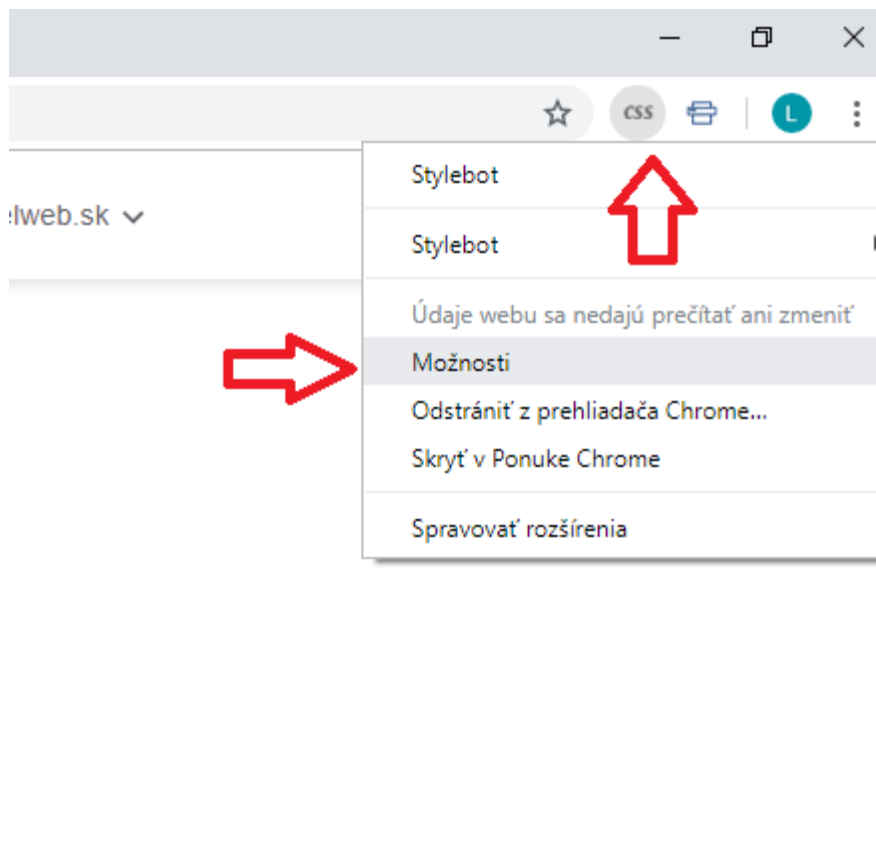 css
L
elweb.sk
Stylebot
Stylebot
Údaje webu sa nedajú prečítať ani zmeniť
Možnosti
Odstrániť z prehliadača Chrome...
Skryť v Ponuke Chrome
Spravovať rozšírenia